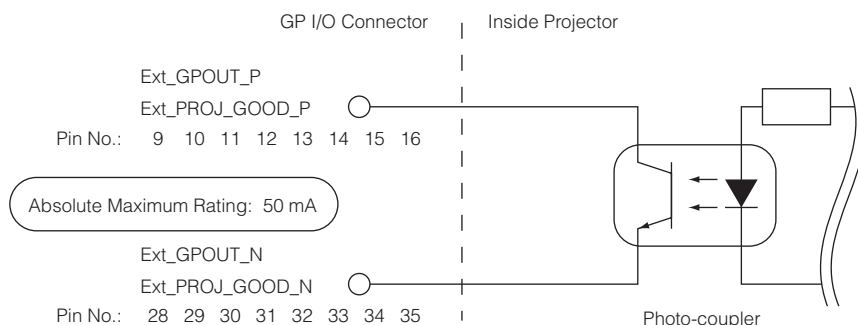 GP I/O Connector Inside Projector
Ext_GPOUT_P
Ext_PROJ_GOOD_P
Pin No.: 9 10 11 12 13 14 15 16
Absolute Maximum Rating: 50 mA
Ext_GPOUT_N
Ext_PROJ_GOOD_N
Pin No.: 28 29 30 31 32 33 34 35
Photo-coupler